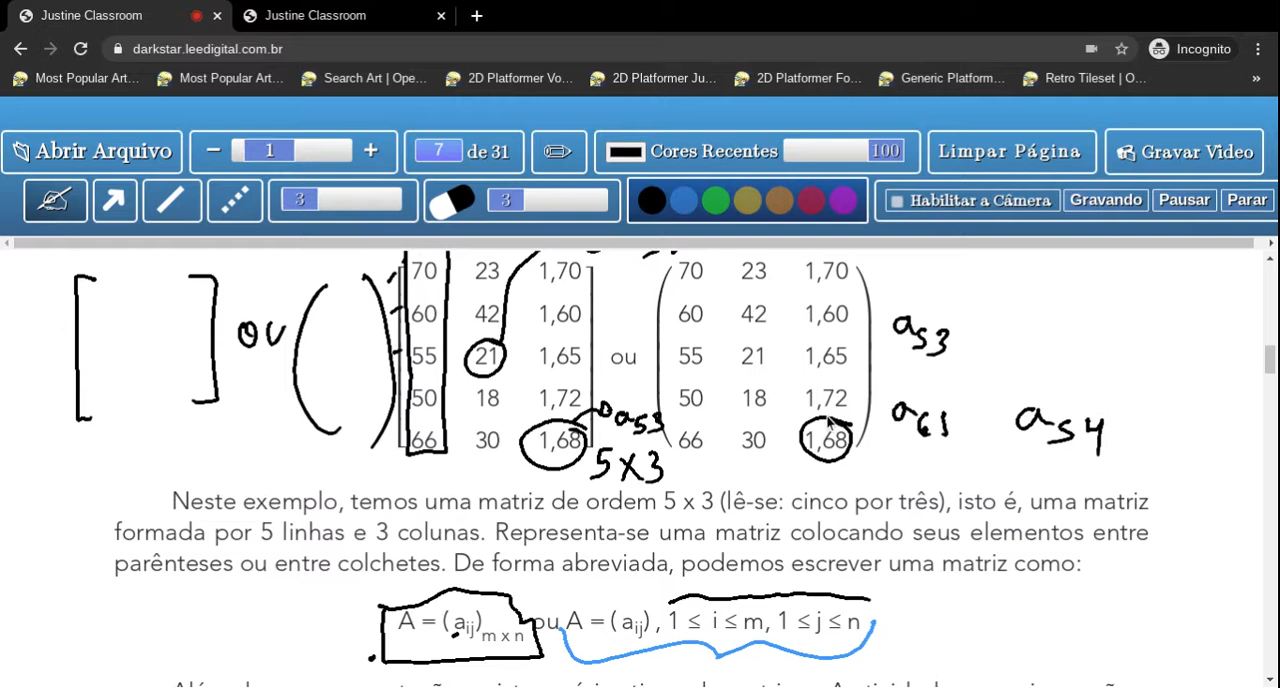 Justine Classroom Justine Classroom
darkstar.leedigital.com.br Incognito
Most Popular Art... Most Popular Art... Search Art | Ope... 2D Platformer Vo... 2D Platformer Ju... 2D Platformer Fo... Generic Platform... Retro Tileset | O... »
Abrir Arquivo − 1 + 7 de 31 Cores Recentes 100 Limpar Página Gravar Video
3 3 Habilitar a Câmera Gravando Pausar Parar
70 23 1,70 70 23 1,70
60 42 1,60 60 42 1,60
OU a53
55 21 1,65 ou 55 21 1,65
50 18 1,72 50 18 1,72
a53 a61 a54
66 30 1,68 66 30 1,68
5 X 3
Neste exemplo, temos uma matriz de ordem 5 x 3 (lê-se: cinco por três), isto é, uma matriz
formada por 5 linhas e 3 colunas. Representa-se uma matriz colocando seus elementos entre
parênteses ou entre colchetes. De forma abreviada, podemos escrever uma matriz como:
A = (aij)m x n ou A = (aij) , 1 ≤ i ≤ m, 1 ≤ j ≤ n